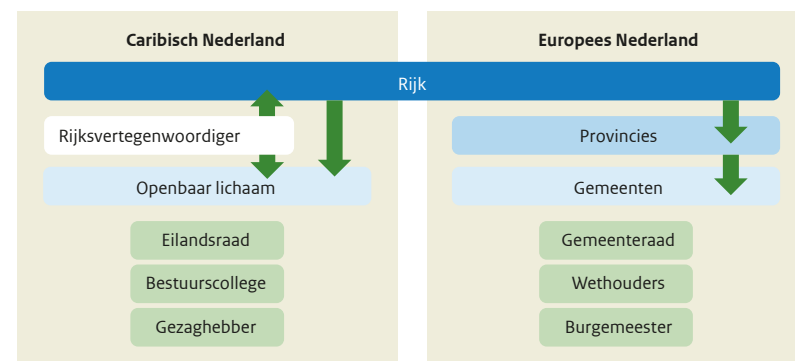 Caribisch Nederland
Europees Nederland
Rijk
Rijksvertegenwoordiger
Provincies
Openbaar lichaam
Gemeenten
Eilandsraad
Gemeenteraad
Bestuurscollege
Wethouders
Gezaghebber
Burgemeester